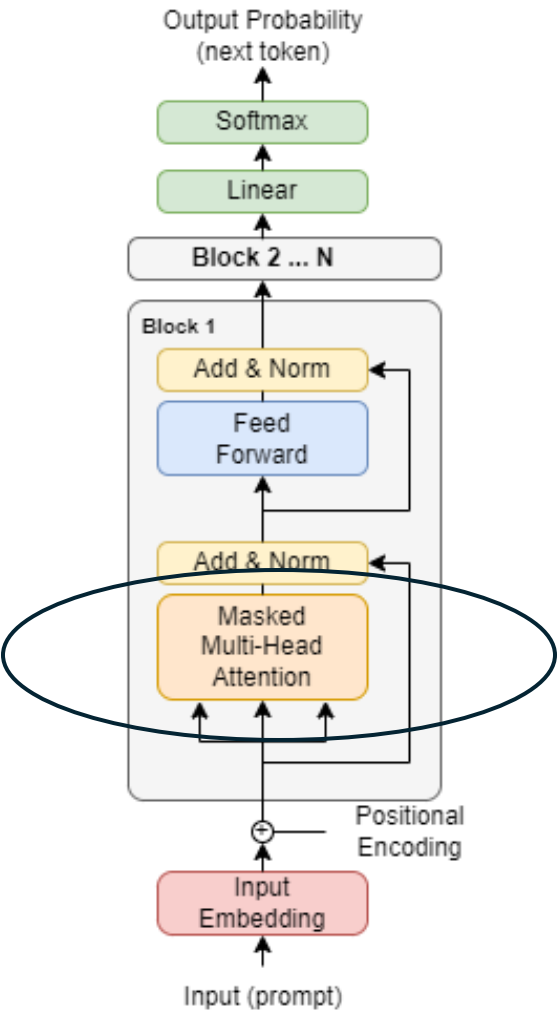 Output Probability
(next token)
Softmax
Linear
Block 2 ... N
Block 1
Add & Norm
Feed
Forward
Add & Norm
Masked
Multi-Head
Attention
Positional
Encoding
+
Input
Embedding
Input (prompt)